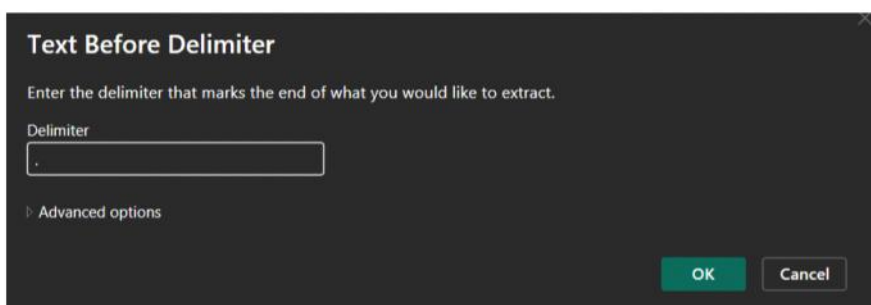 Text Before Delimiter
Enter the delimiter that marks the end of what you would like to extract.
Delimiter
.
Advanced options
OK
Cancel